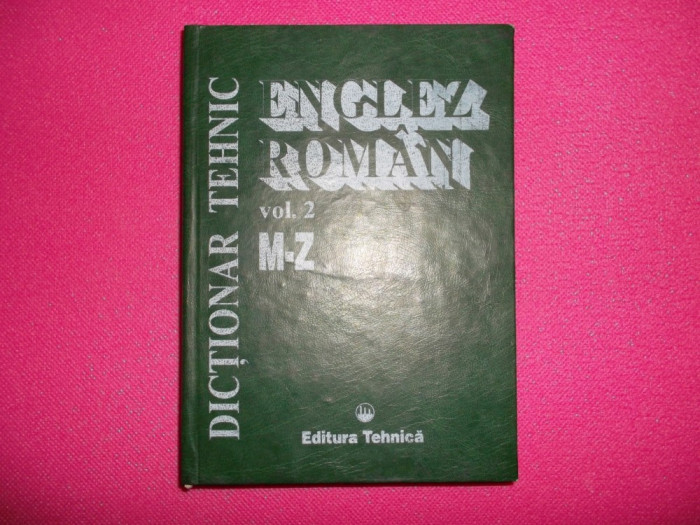 DICȚIONAR TEHNIC
ENGLEZ
ROMÂN
vol. 2
M-Z
Editura Tehnică